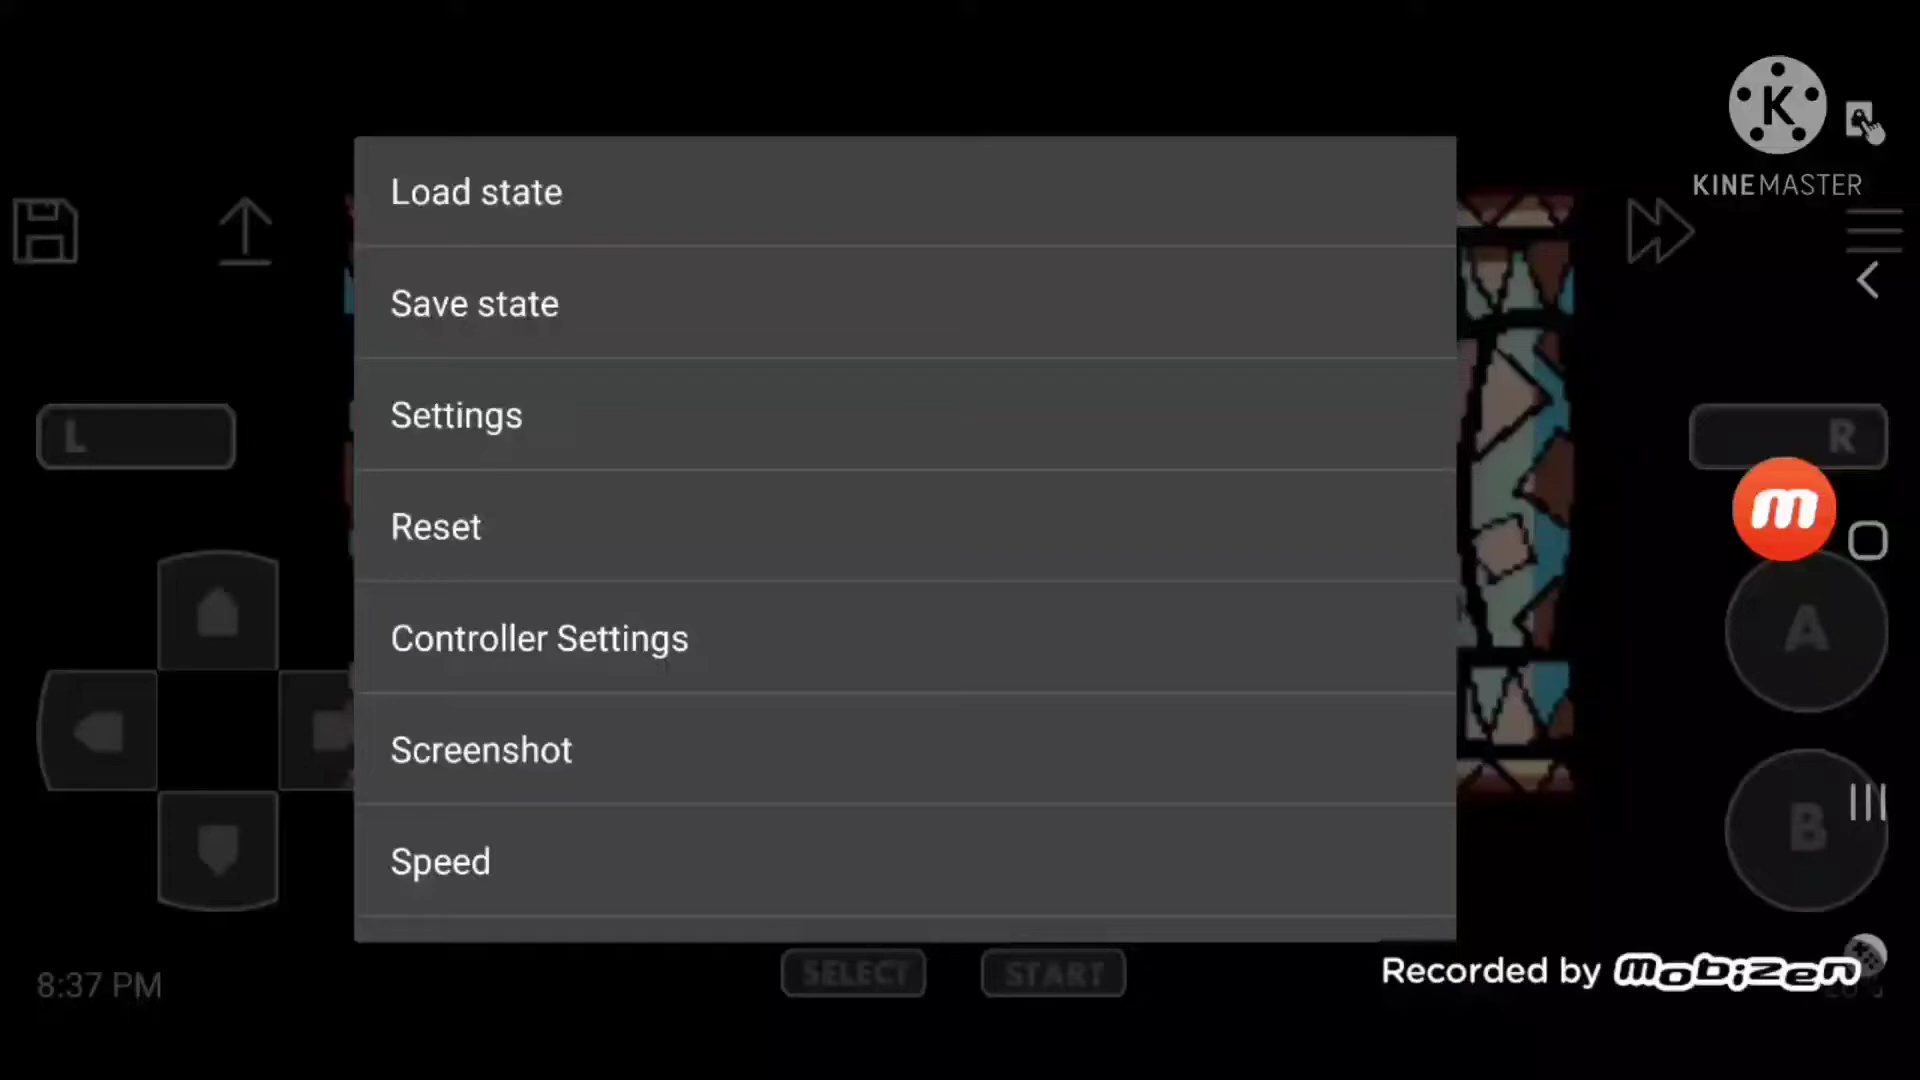 K
KINEMASTER
Load state
Save state
Settings
L
R
m
Reset
A
Controller Settings
Screenshot
B
Speed
SELECT
START
Recorded by mobizen
8:37 PM